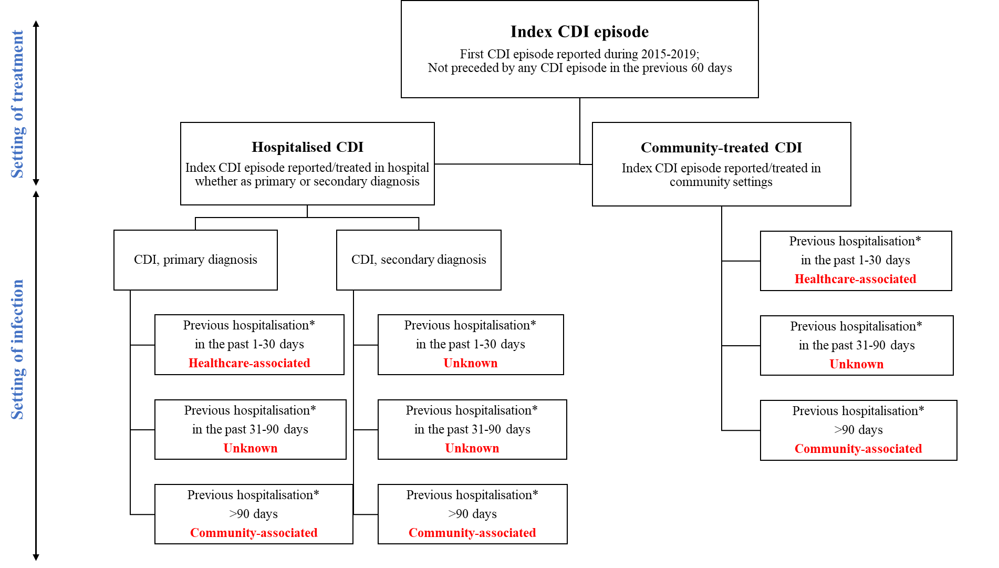 Setting of treatment
Setting of infection
Index CDI episode
First CDI episode reported during 2015-2019;
Not preceded by any CDI episode in the previous 60 days
Hospitalised CDI
Index CDI episode reported/treated in hospital
whether as primary or secondary diagnosis
Community-treated CDI
Index CDI episode reported/treated in
community settings
CDI, primary diagnosis
Previous hospitalisation*
in the past 1-30 days
Healthcare-associated
Previous hospitalisation*
in the past 31-90 days
Unknown
Previous hospitalisation*
>90 days
Community-associated
CDI, secondary diagnosis
Previous hospitalisation*
in the past 1-30 days
Unknown
Previous hospitalisation*
in the past 31-90 days
Unknown
Previous hospitalisation*
>90 days
Community-associated
Previous hospitalisation*
in the past 1-30 days
Healthcare-associated
Previous hospitalisation*
in the past 31-90 days
Unknown
Previous hospitalisation*
>90 days
Community-associated